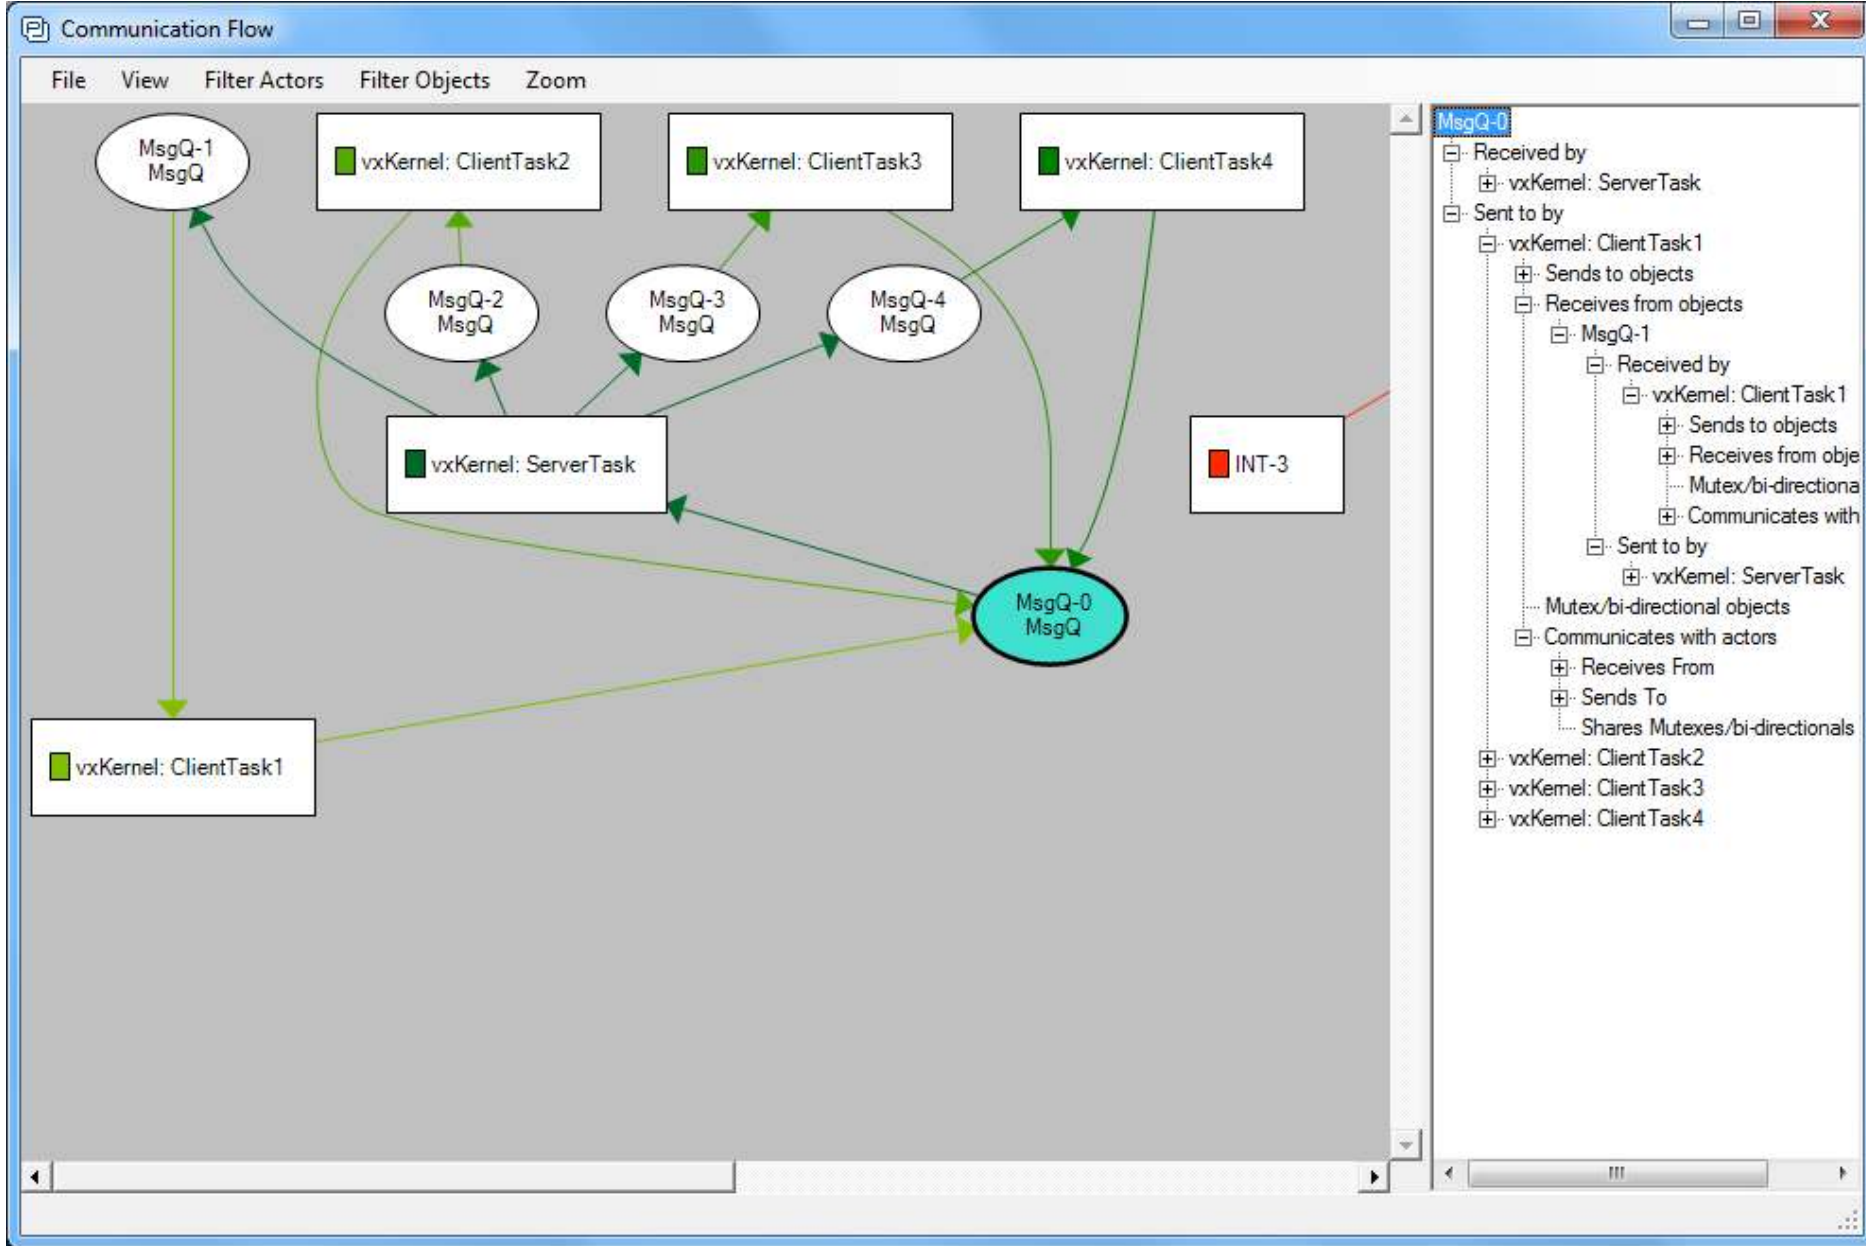 Communication Flow
File View Filter Actors Filter Objects Zoom
MsgQ-1
MsgQ
vxKernel: ClientTask2
vxKernel: ClientTask3
vxKernel: ClientTask4
MsgQ-2
MsgQ
MsgQ-3
MsgQ
MsgQ-4
MsgQ
vxKernel: ServerTask
INT-3
MsgQ-0
MsgQ
vxKernel: ClientTask1
MsgQ-0
Received by
vxKernel: ServerTask
Sent to by
vxKernel: ClientTask1
Sends to objects
Receives from objects
MsgQ-1
Received by
vxKernel: ClientTask1
Sends to objects
Receives from obje
Mutex/bi-directiona
Communicates with
Sent to by
vxKernel: ServerTask
Mutex/bi-directional objects
Communicates with actors
Receives From
Sends To
Shares Mutexes/bi-directionals
vxKernel: ClientTask2
vxKernel: ClientTask3
vxKernel: ClientTask4